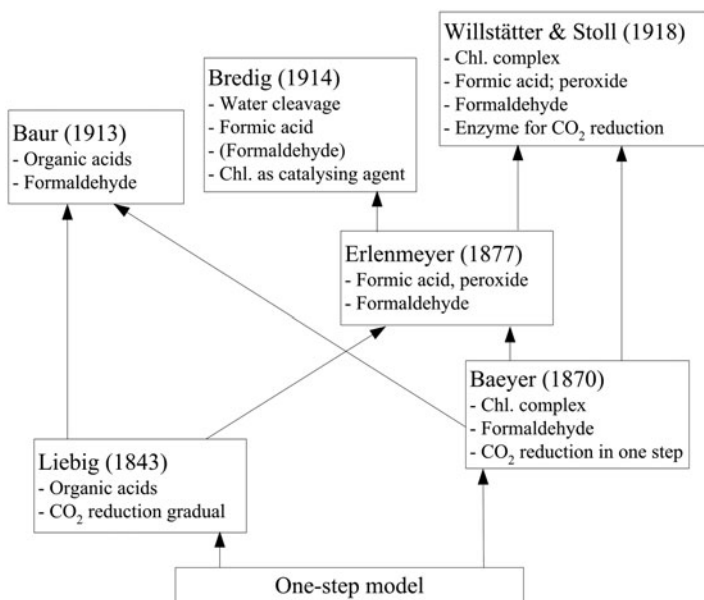 Willstätter & Stoll (1918)
- Chl. complex
- Formic acid; peroxide
- Formaldehyde
- Enzyme for CO₂ reduction
Bredig (1914)
- Water cleavage
- Formic acid
- (Formaldehyde)
- Chl. as catalysing agent
Baur (1913)
- Organic acids
- Formaldehyde
Erlenmeyer (1877)
- Formic acid, peroxide
- Formaldehyde
Baeyer (1870)
- Chl. complex
- Formaldehyde
- CO₂ reduction in one step
Liebig (1843)
- Organic acids
- CO₂ reduction gradual
One-step model